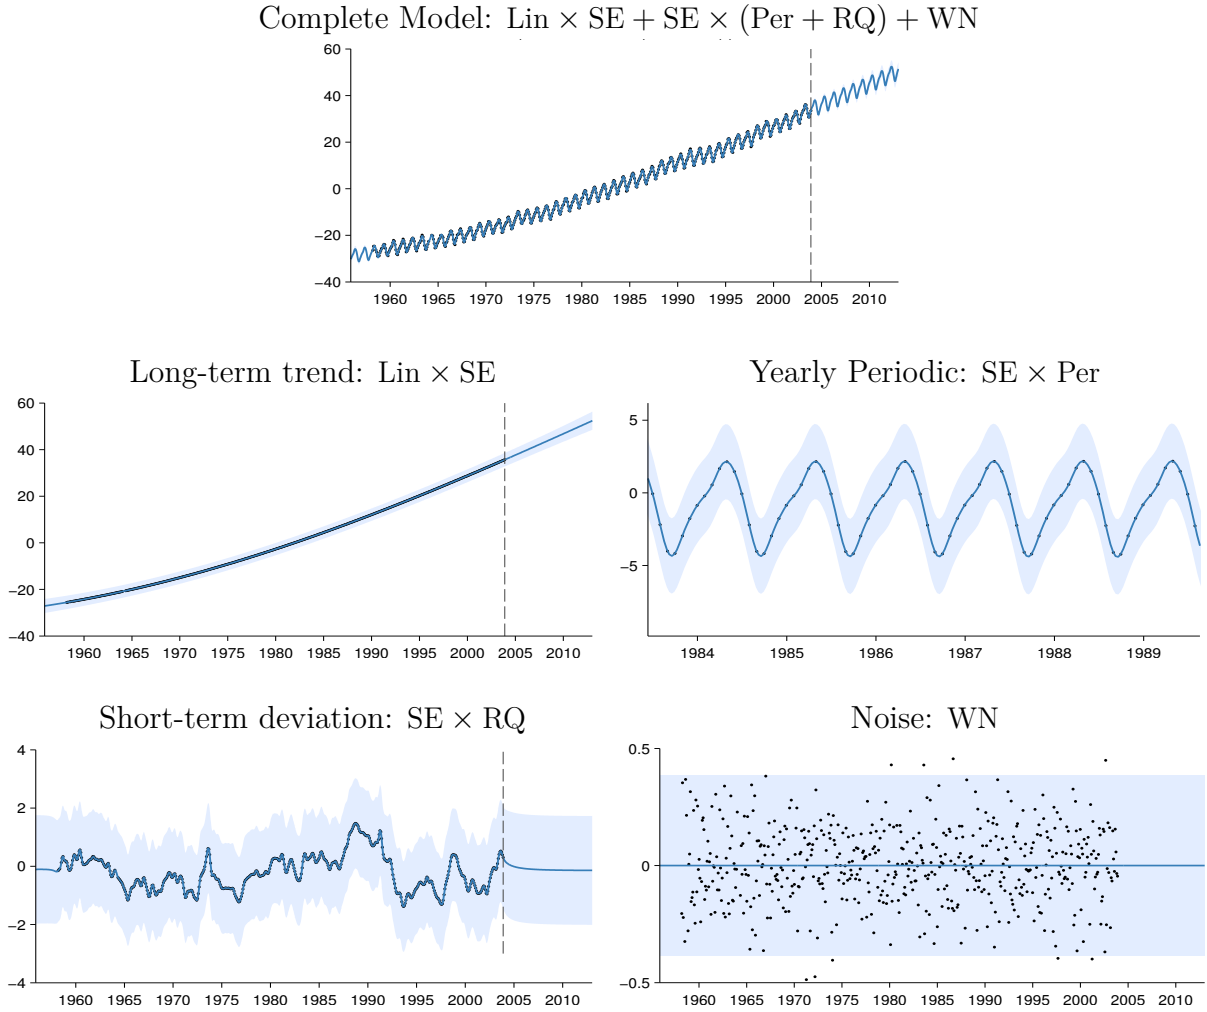 Complete Model: Lin × SE + SE × (Per + RQ) + WN
60
40
20
0
−20
−40
1960 1965 1970 1975 1980 1985 1990 1995 2000 2005 2010
Long-term trend: Lin × SE
60
40
20
0
−20
−40
1960 1965 1970 1975 1980 1985 1990 1995 2000 2005 2010
Yearly Periodic: SE × Per
5
0
−5
1984 1985 1986 1987 1988 1989
Short-term deviation: SE × RQ
4
2
0
−2
−4
1960 1965 1970 1975 1980 1985 1990 1995 2000 2005 2010
Noise: WN
0.5
0
−0.5
1960 1965 1970 1975 1980 1985 1990 1995 2000 2005 2010